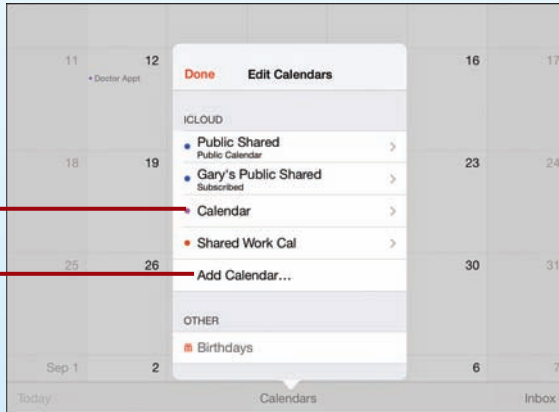 11 12 16 17
• Doctor Appt
Done Edit Calendars
ICLOUD
Public Shared
Public Calendar
18 19 23 24
Gary's Public Shared
Subscribed
Calendar
Shared Work Cal
25 26 30 31
Add Calendar...
OTHER
Birthdays
Sep 1 2 6 7
Today Calendars Inbox